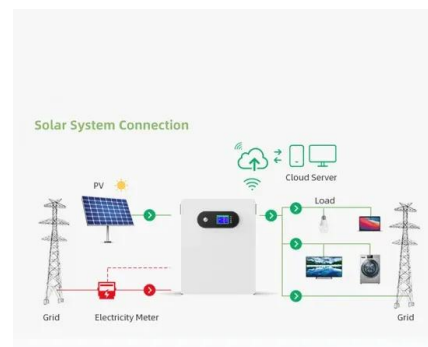 Solar System Connection
Cloud Server
PV
Load
Grid
Electricity Meter
Grid